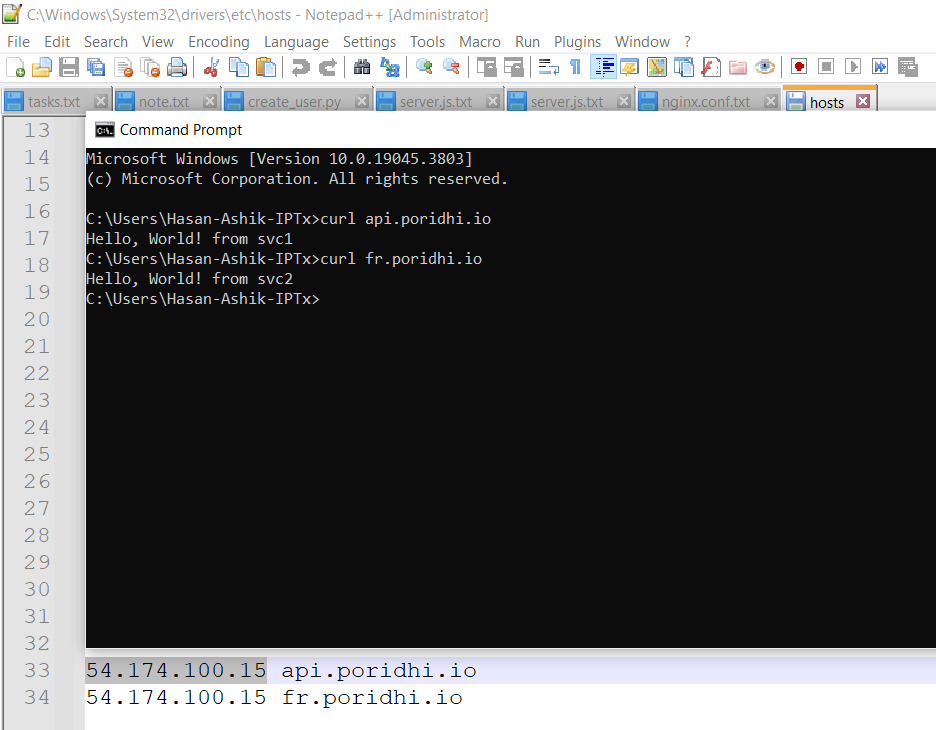 C:\Windows\System32\drivers\etc\hosts - Notepad++ [Administrator]
File Edit Search View Encoding Language Settings Tools Macro Run Plugins Window ?
tasks.txt note.txt create_user.py server.js.txt server.js.txt nginx.conf.txt hosts
13
C:\. Command Prompt
14
Microsoft Windows [Version 10.0.19045.3803]
15
(c) Microsoft Corporation. All rights reserved.
16
C:\Users\Hasan-Ashik-IPTx>curl api.poridhi.io
17
Hello, World! from svc1
18
C:\Users\Hasan-Ashik-IPTx>curl fr.poridhi.io
Hello, World! from svc2
19
C:\Users\Hasan-Ashik-IPTx>
20
21
22
23
24
25
26
27
28
29
30
31
32
33 54.174.100.15 api.poridhi.io
34 54.174.100.15 fr.poridhi.io